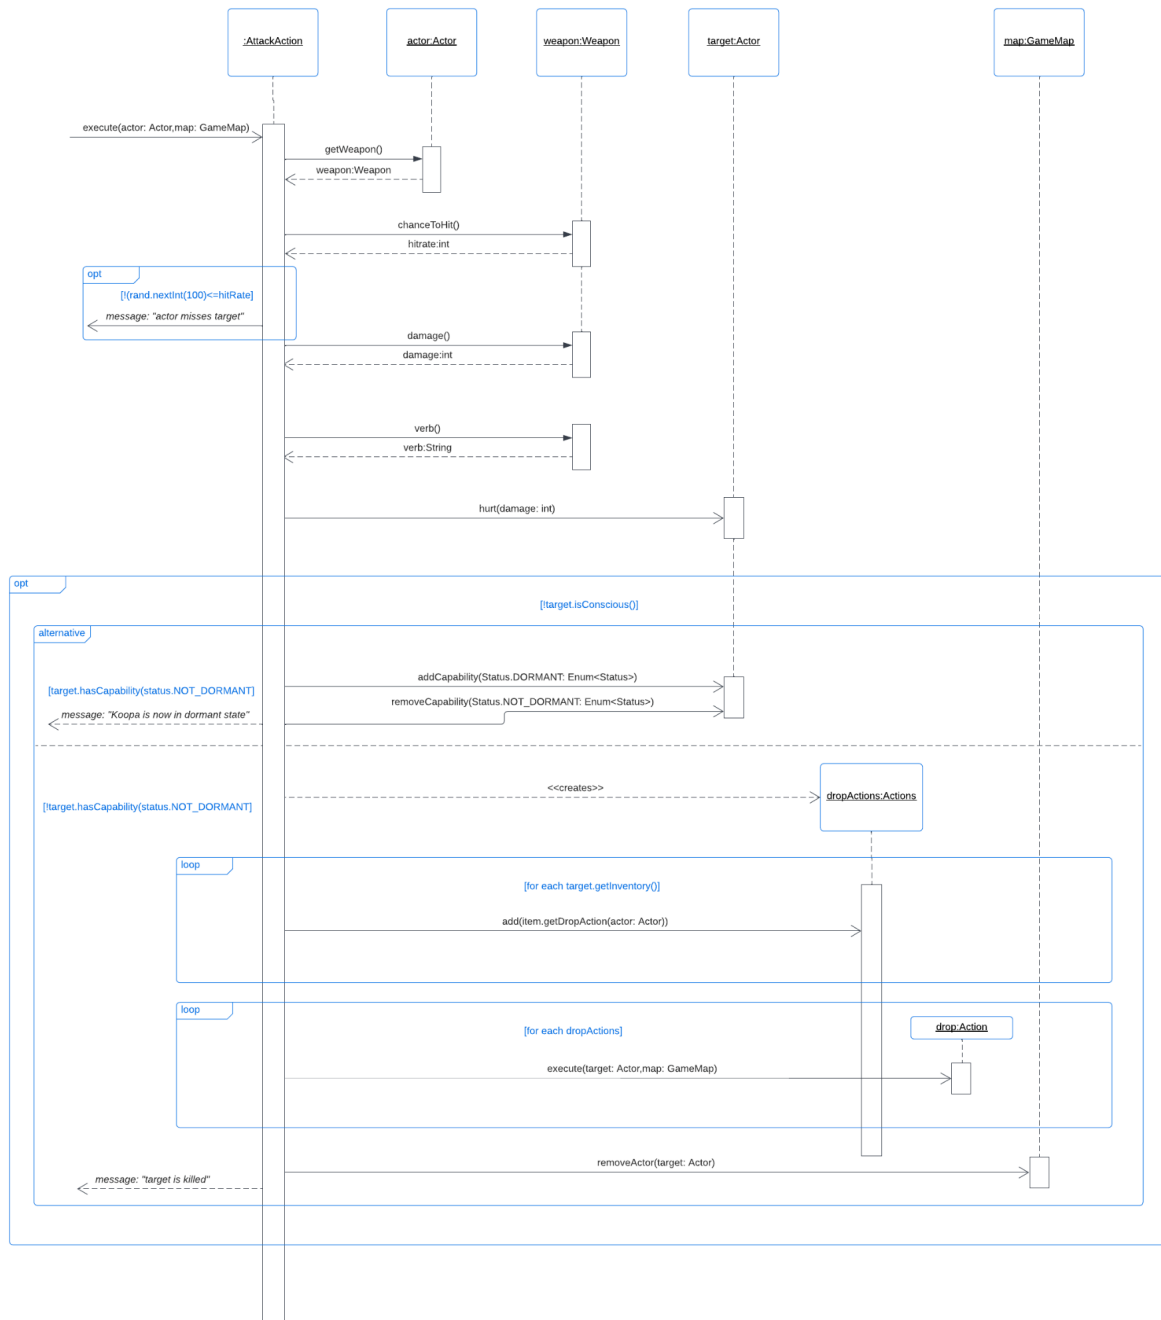 :AttackAction
actor:Actor
weapon:Weapon
target:Actor
map:GameMap
execute(actor: Actor,map: GameMap)
getWeapon()
weapon:Weapon
chanceToHit()
hitrate:int
opt
[!(rand.nextInt(100)<=hitRate]
message: "actor misses target"
damage()
damage:int
verb()
verb:String
hurt(damage: int)
opt
[!target.isConscious()]
alternative
addCapability(Status.DORMANT: Enum<Status>)
[target.hasCapability(status.NOT_DORMANT]
removeCapability(Status.NOT_DORMANT: Enum<Status>)
message: "Koopa is now in dormant state"
<<creates>>
dropActions:Actions
[!target.hasCapability(status.NOT_DORMANT]
loop
[for each target.getInventory()]
add(item.getDropAction(actor: Actor))
loop
[for each dropActions]
drop:Action
execute(target: Actor,map: GameMap)
removeActor(target: Actor)
message: "target is killed"